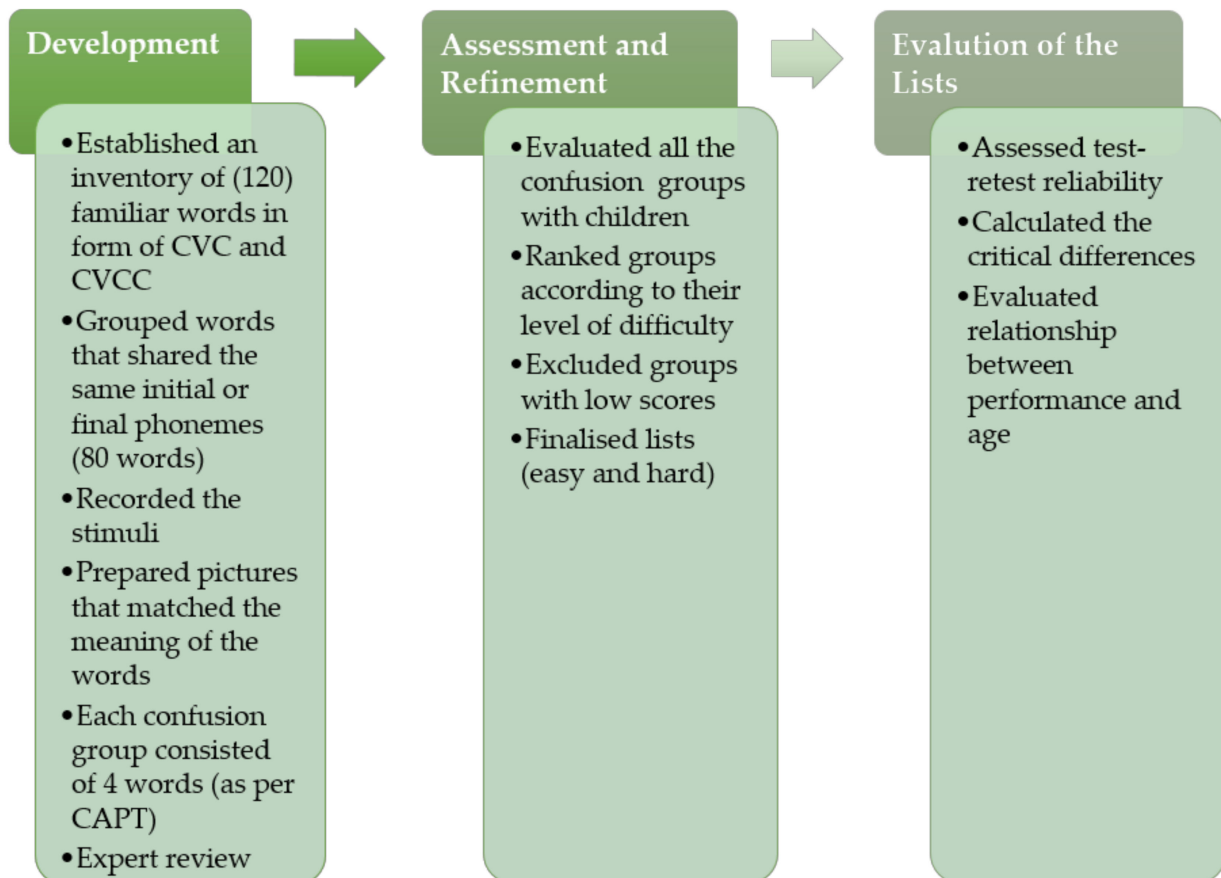 Development
•Established an
inventory of (120)
familiar words in
form of CVC and
CVCC
•Grouped words
that shared the
same initial or
final phonemes
(80 words)
•Recorded the
stimuli
•Prepared pictures
that matched the
meaning of the
words
•Each confusion
group consisted
of 4 words (as per
CAPT)
•Expert review
Assessment and
Refinement
•Evaluated all the
confusion groups
with children
•Ranked groups
according to their
level of difficulty
•Excluded groups
with low scores
•Finalised lists
(easy and hard)
Evalution of the
Lists
•Assessed test-
retest reliability
•Calculated the
critical differences
•Evaluated
relationship
between
performance and
age